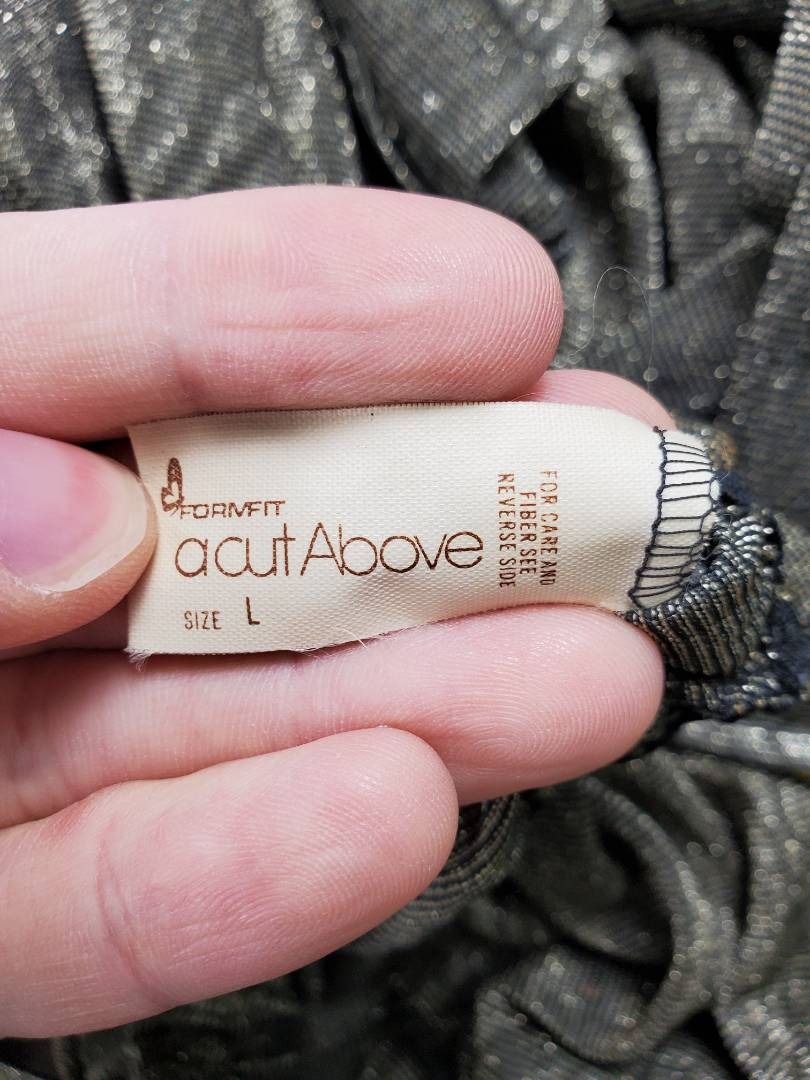 FORMFIT
a cut Above
SIZE L
FOR CARE AND
FIBER SEE
REVERSE SIDE